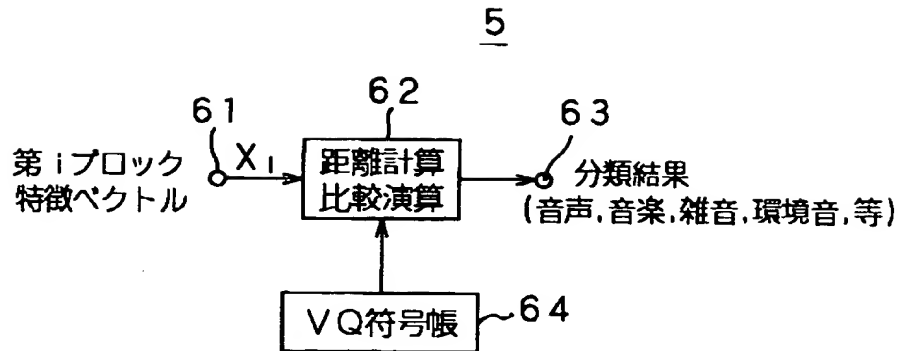 5
61
62
63
第iブロック
特徴ベクトル
Xi
距離計算
比較演算
分類結果
(音声,音楽,雑音,環境音,等)
VQ符号帳
64